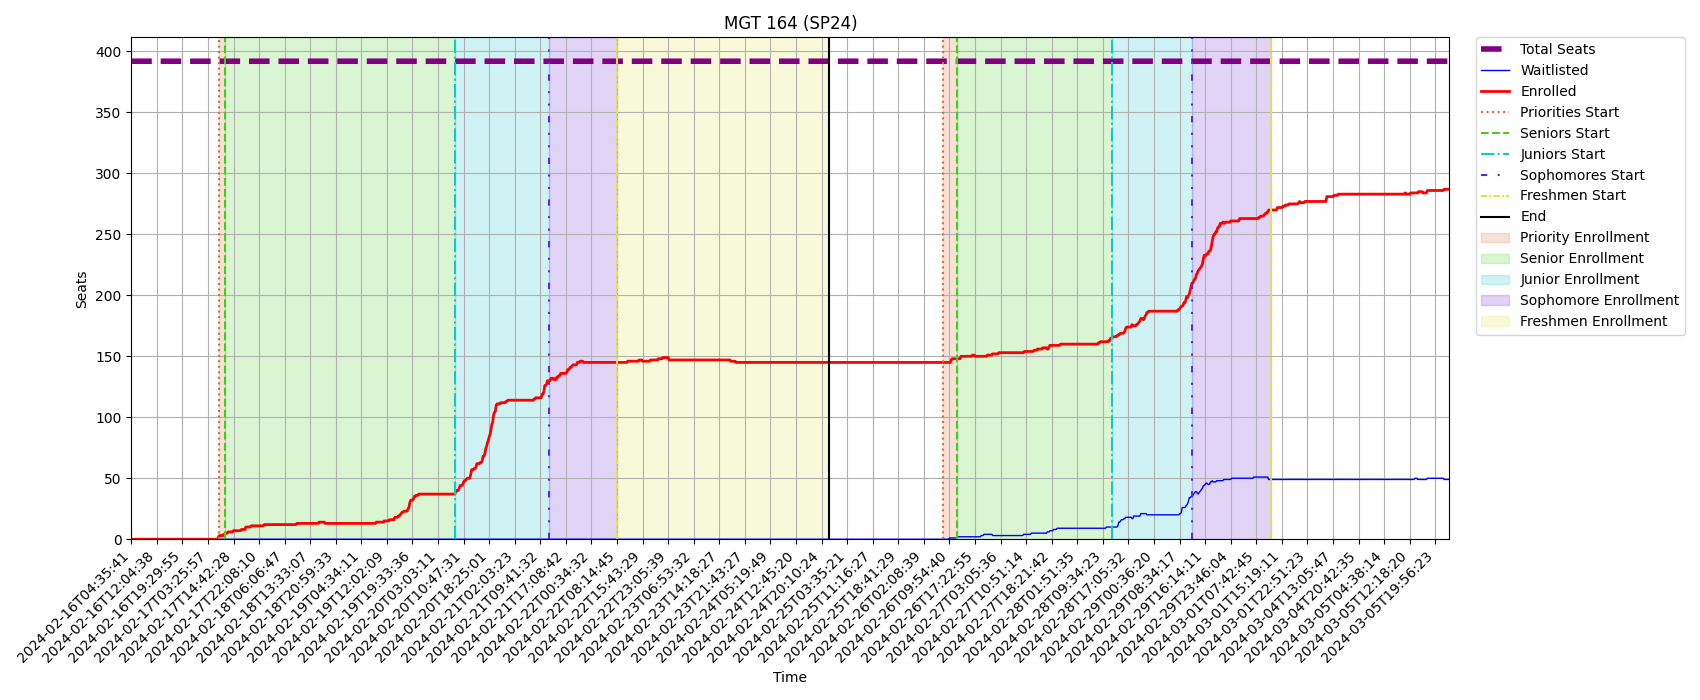 MGT 164 (SP24)
Seats
400
350
300
250
200
150
100
50
0
2024-02-16T04:35:41
2024-02-16T12:04:38
2024-02-16T19:29:55
2024-02-17T03:25:57
2024-02-17T14:42:28
2024-02-17T22:08:10
2024-02-18T06:06:47
2024-02-18T13:33:07
2024-02-18T20:59:33
2024-02-19T04:34:11
2024-02-19T12:02:09
2024-02-19T19:33:36
2024-02-20T03:03:11
2024-02-20T10:47:31
2024-02-20T18:25:01
2024-02-21T02:03:23
2024-02-21T09:41:32
2024-02-21T17:08:42
2024-02-22T00:34:32
2024-02-22T08:14:45
2024-02-22T15:43:29
2024-02-22T23:05:39
2024-02-23T06:53:32
2024-02-23T14:18:27
2024-02-23T21:43:27
2024-02-24T05:19:49
2024-02-24T12:45:20
2024-02-24T20:10:24
2024-02-25T03:35:21
2024-02-25T11:16:27
2024-02-25T18:41:29
2024-02-26T02:08:39
2024-02-26T09:54:40
2024-02-26T17:22:55
2024-02-27T03:05:36
2024-02-27T10:51:14
2024-02-27T18:21:42
2024-02-28T01:51:35
2024-02-28T09:34:23
2024-02-28T17:05:32
2024-02-29T00:36:20
2024-02-29T08:34:17
2024-02-29T16:14:11
2024-02-29T23:46:04
2024-03-01T07:42:45
2024-03-01T15:19:11
2024-03-01T22:51:23
2024-03-04T13:05:47
2024-03-04T20:42:35
2024-03-05T04:38:14
2024-03-05T12:18:20
2024-03-05T19:56:23
Time
Total Seats
Waitlisted
Enrolled
Priorities Start
Seniors Start
Juniors Start
Sophomores Start
Freshmen Start
End
Priority Enrollment
Senior Enrollment
Junior Enrollment
Sophomore Enrollment
Freshmen Enrollment